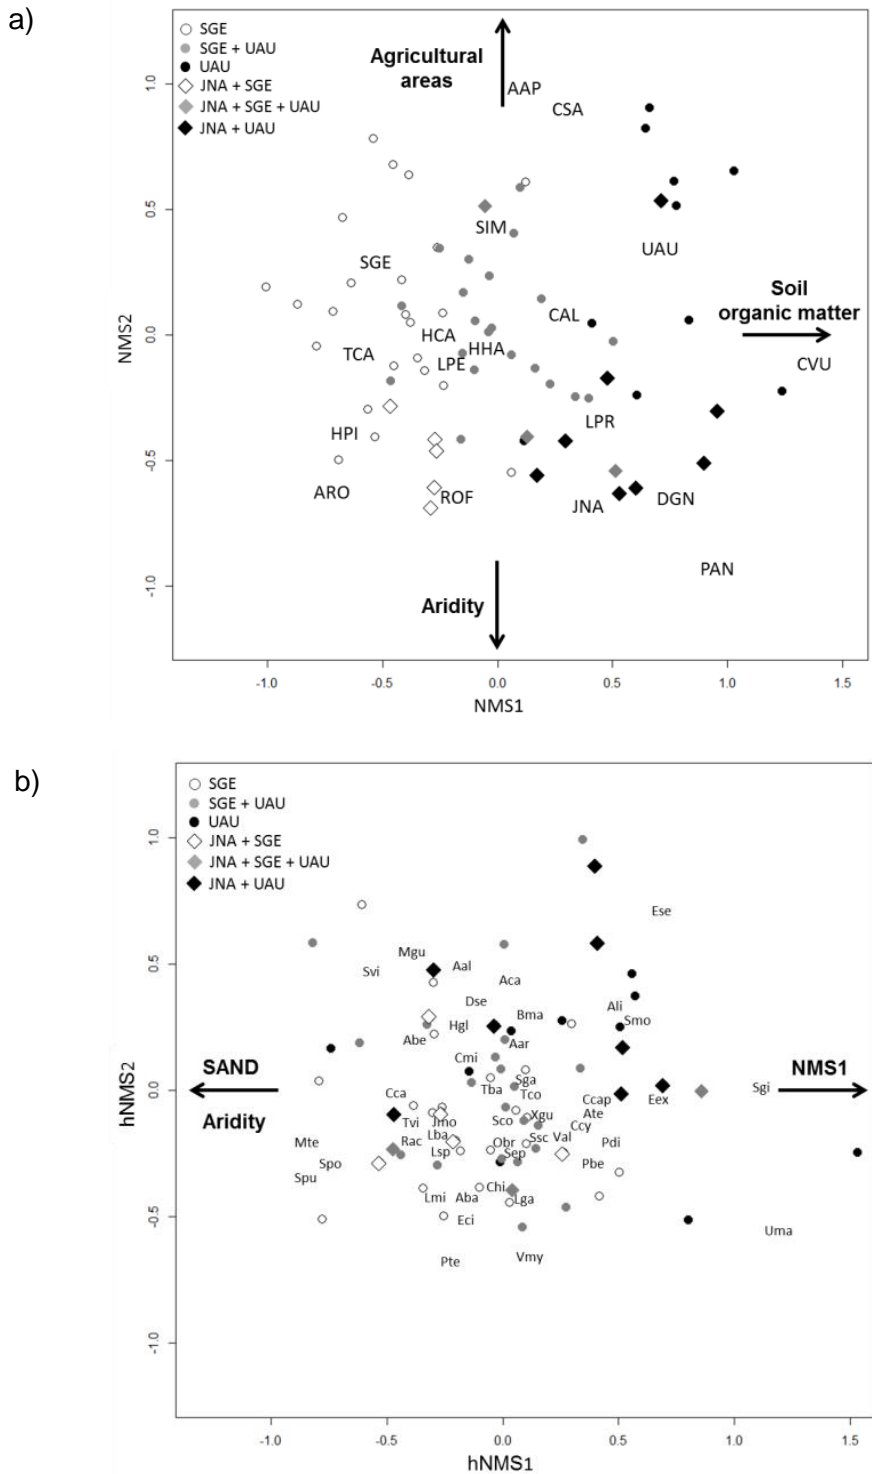 a)
SGE
SGE + UAU
UAU
JNA + SGE
JNA + SGE + UAU
JNA + UAU
Agricultural
areas
AAP
CSA
SIM
UAU
SGE
Soil
organic matter
CAL
HCA
HHA
TCA
LPE
CVU
LPR
HPI
ARO
ROF
JNA
DGN
PAN
Aridity
1.0
0.5
0.0
-0.5
-1.0
NMS2
-1.0
-0.5
0.0
0.5
1.0
1.5
NMS1
b)
SGE
SGE + UAU
UAU
JNA + SGE
JNA + SGE + UAU
JNA + UAU
Ese
Mgu
Svi
Aal
Aca
Dse
Bma
Ali
Smo
Hgl
Abe
Aar
Cmi
SAND
NMS1
Aridity
Cca
Tba
Sga
Tco
Ccap
Eex
Sgi
Tvi
Jmo
Sco
Xgu
Ate
Ccy
Mte
Rac
Lba
Lsp
Obr
Ssc
Val
Pdi
Spo
Sep
Pbe
Spu
Lmi
Aba
Chi
Lga
Eci
Uma
Pte
Vmy
1.0
0.5
0.0
-0.5
-1.0
hNMS2
-1.0
-0.5
0.0
0.5
1.0
1.5
hNMS1